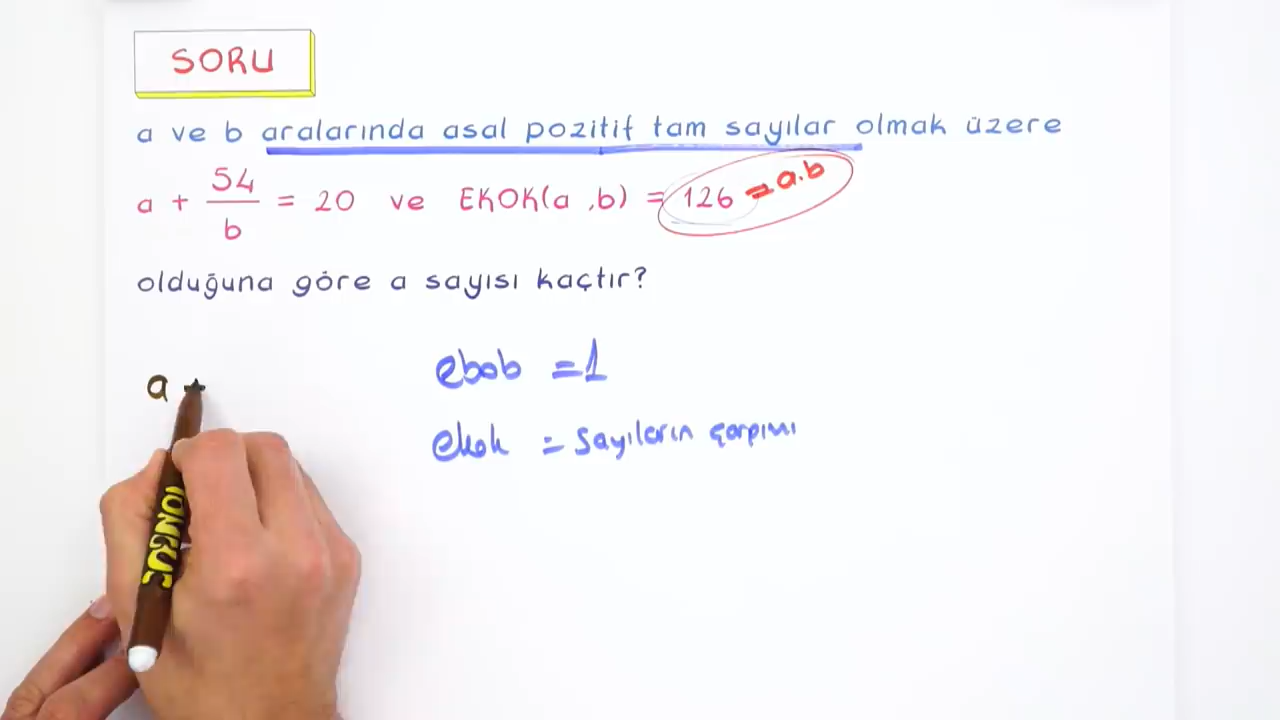 SORU
a ve b aralarında asal pozitif tam sayılar olmak üzere
a + 54/b = 20 ve EKOK(a ,b) = 126 = a.b
olduğuna göre a sayısı kaçtır?
ebob = 1
a +
ekok = sayıların çarpımı